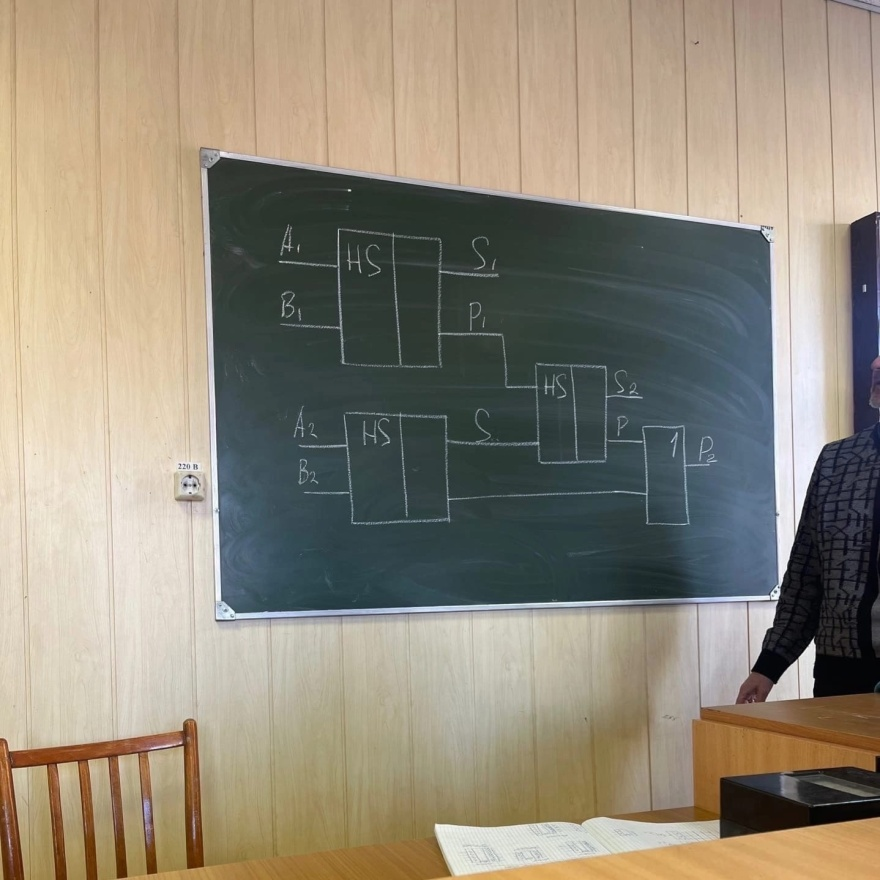 A₁
HS
S₁
B₁
P₁
HS
S₂
A₂
HS
S
P
1
P₂
B₂
220 В